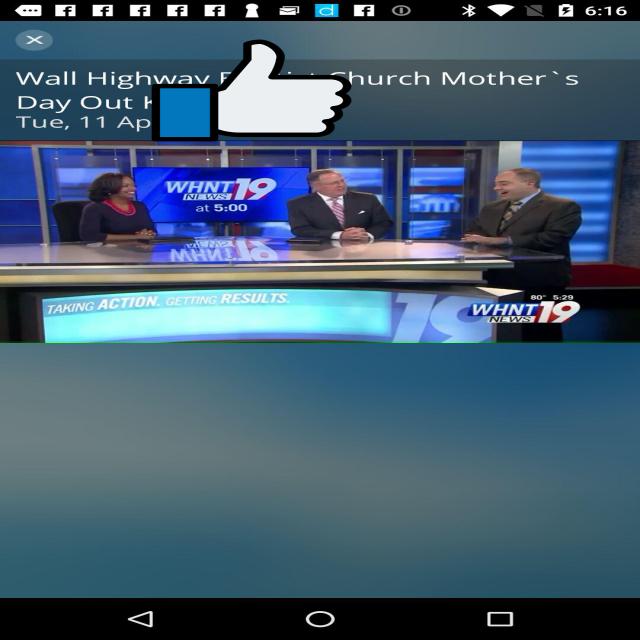 6:16
Wall Highway Church Mother`s
Day Out
Tue, 11 Ap
WHNT 19
NEWS
at 5:00
TAKING ACTION. GETTING RESULTS.
19
80° 5:29
WHNT 19
NEWS